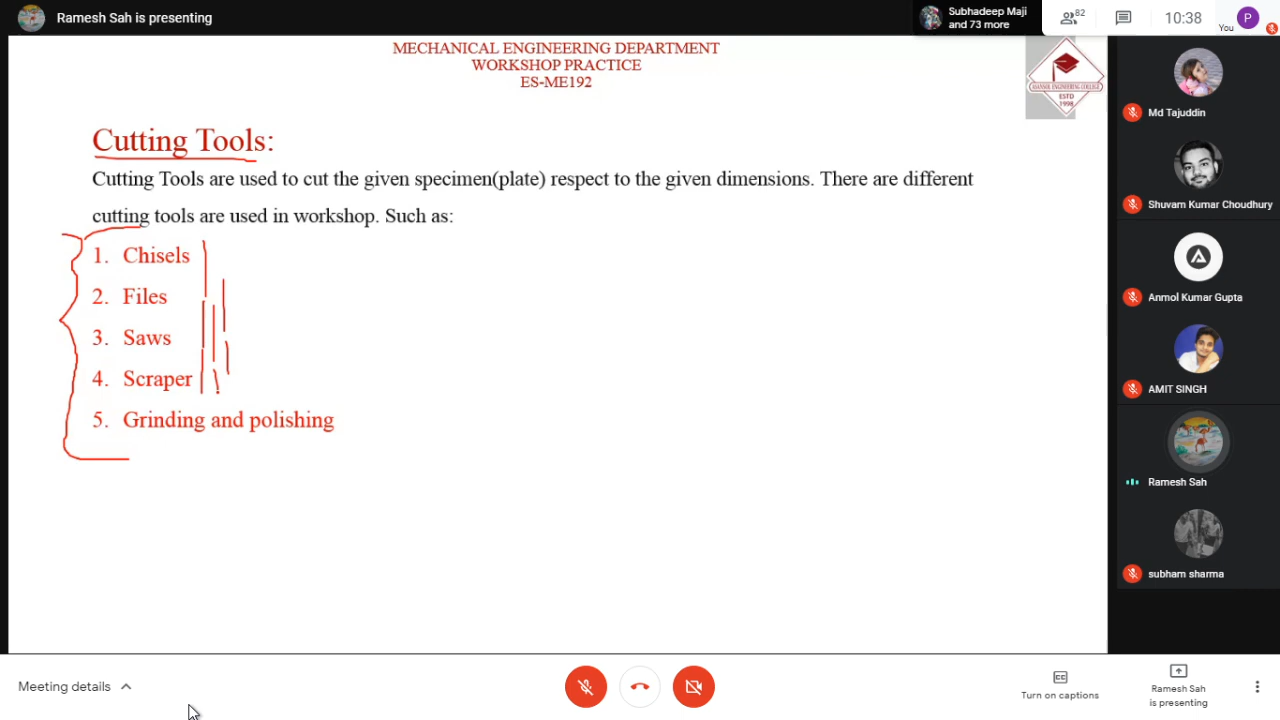 Ramesh Sah is presenting
Subhadeep Maji
and 73 more
82
10:38
You
P
MECHANICAL ENGINEERING DEPARTMENT
WORKSHOP PRACTICE
ES-ME192
ASANSOL ENGINEERING COLLEGE
ESTD
1998
Cutting Tools:
Cutting Tools are used to cut the given specimen(plate) respect to the given dimensions. There are different
cutting tools are used in workshop. Such as:
1. Chisels
2. Files
3. Saws
4. Scraper
5. Grinding and polishing
Md Tajuddin
Shuvam Kumar Choudhury
Anmol Kumar Gupta
AMIT SINGH
Ramesh Sah
subham sharma
Meeting details
CC
Turn on captions
Ramesh Sah
is presenting